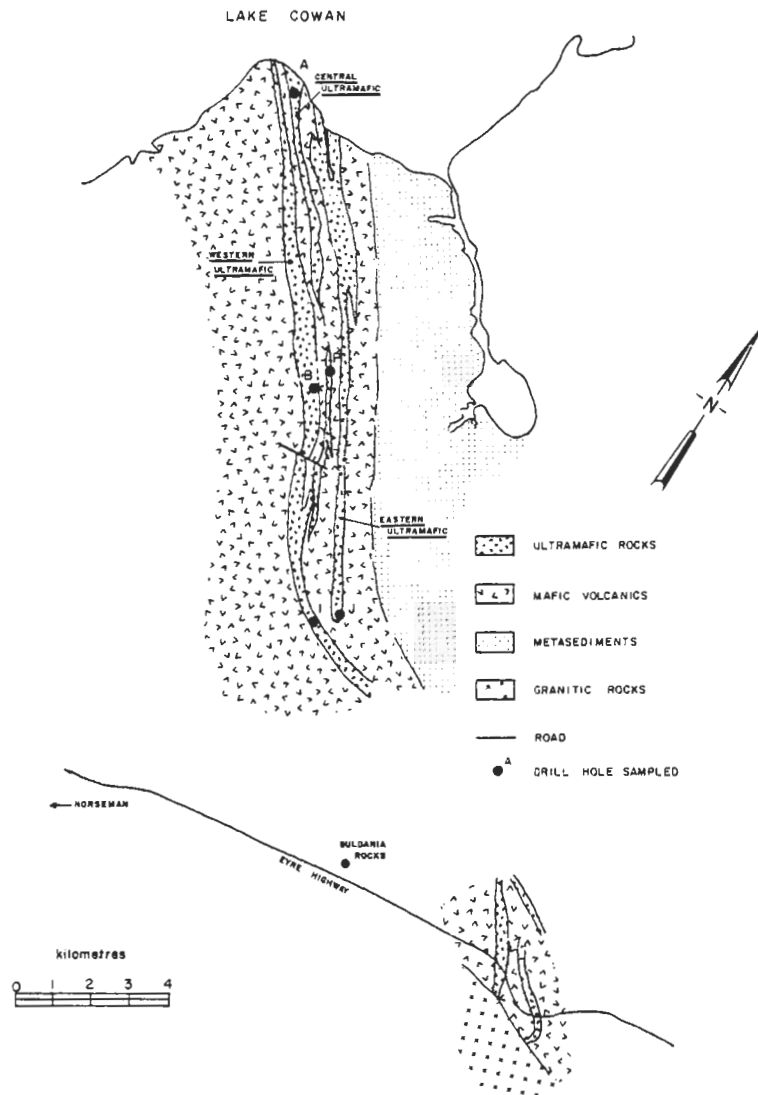 LAKE COWAN
A
CENTRAL
ULTRAMAFIC
WESTERN
ULTRAMAFIC
B
N
EASTERN
ULTRAMAFIC
ULTRAMAFIC ROCKS
MAFIC VOLCANICS
METASEDIMENTS
GRANITIC ROCKS
ROAD
A
DRILL HOLE SAMPLED
NORSEMAN
BULDANIA
ROCKS
EYRE HIGHWAY
kilometres
0 1 2 3 4